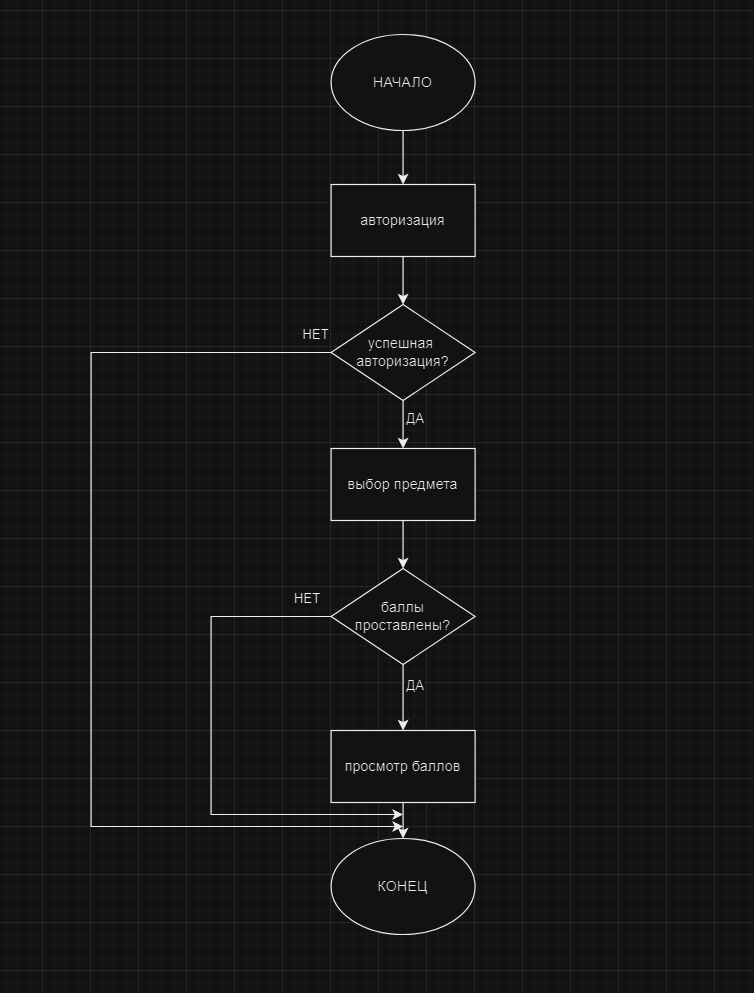 НАЧАЛО
авторизация
НЕТ
успешная
авторизация?
ДА
выбор предмета
НЕТ
баллы
проставлены?
ДА
просмотр баллов
КОНЕЦ